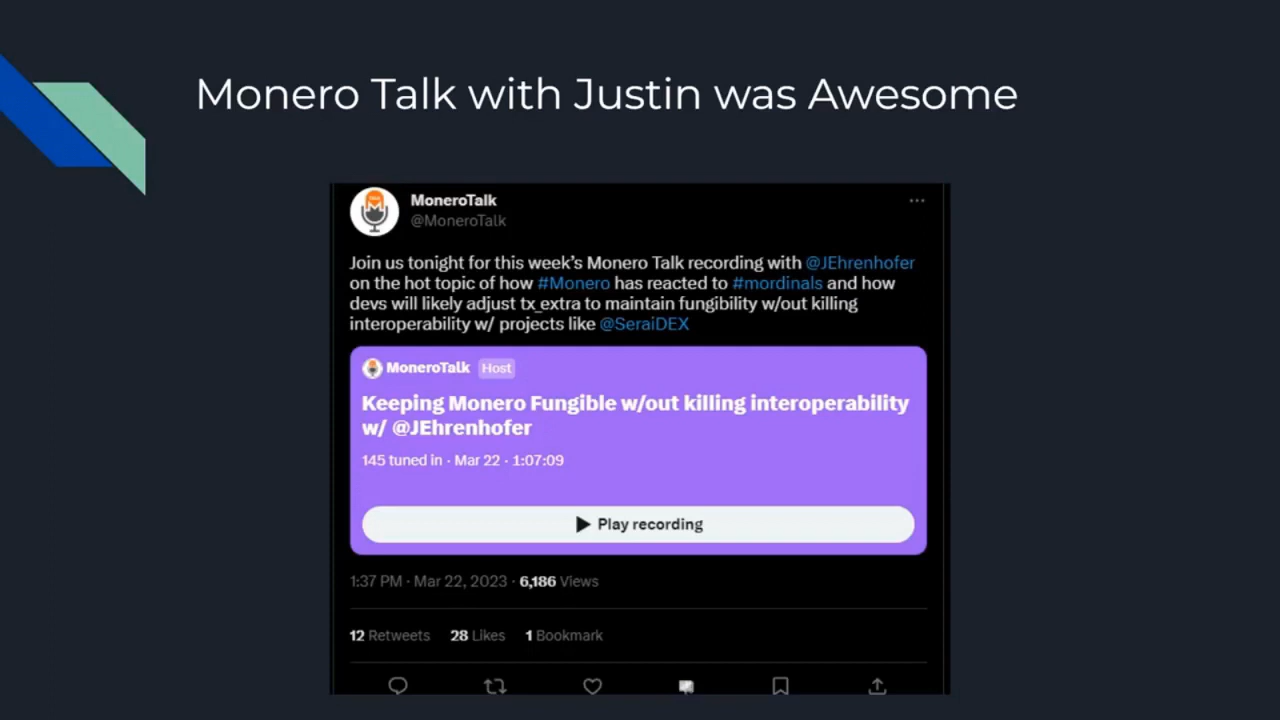 Monero Talk with Justin was Awesome
MoneroTalk
@MoneroTalk
Join us tonight for this week's Monero Talk recording with @JEhrenhofer
on the hot topic of how #Monero has reacted to #mordinals and how
devs will likely adjust tx_extra to maintain fungibility w/out killing
interoperability w/ projects like @SeraiDEX
MoneroTalk Host
Keeping Monero Fungible w/out killing interoperability
w/ @JEhrenhofer
145 tuned in · Mar 22 · 1:07:09
Play recording
1:37 PM · Mar 22, 2023 · 6,186 Views
12 Retweets 28 Likes 1 Bookmark